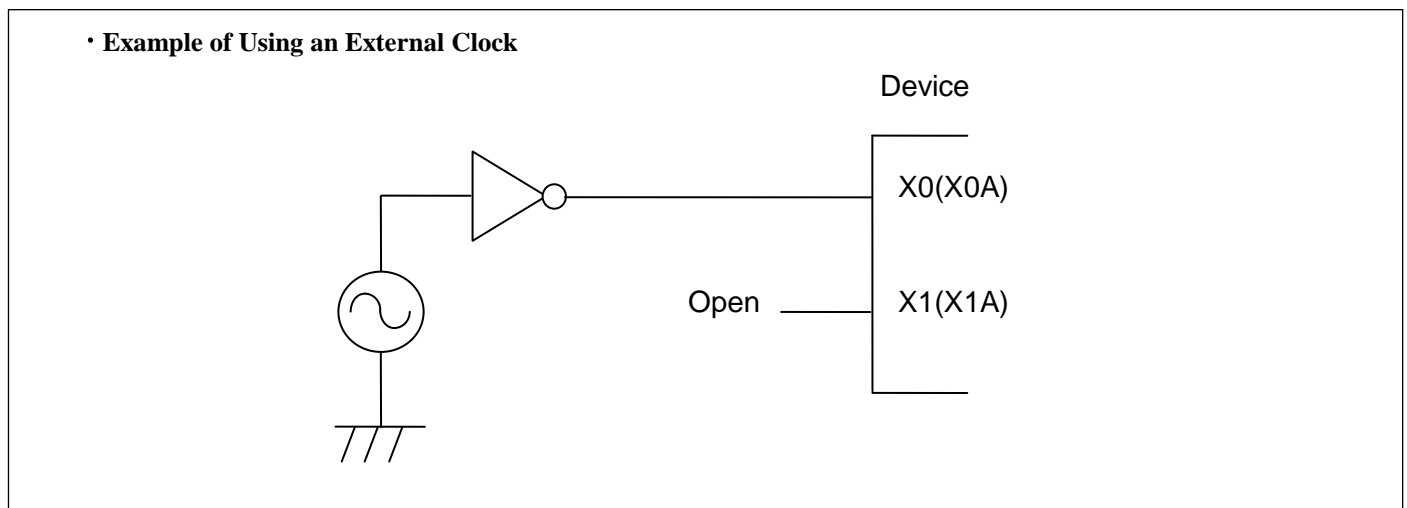 ・Example of Using an External Clock
Device
X0(X0A)
Open
X1(X1A)